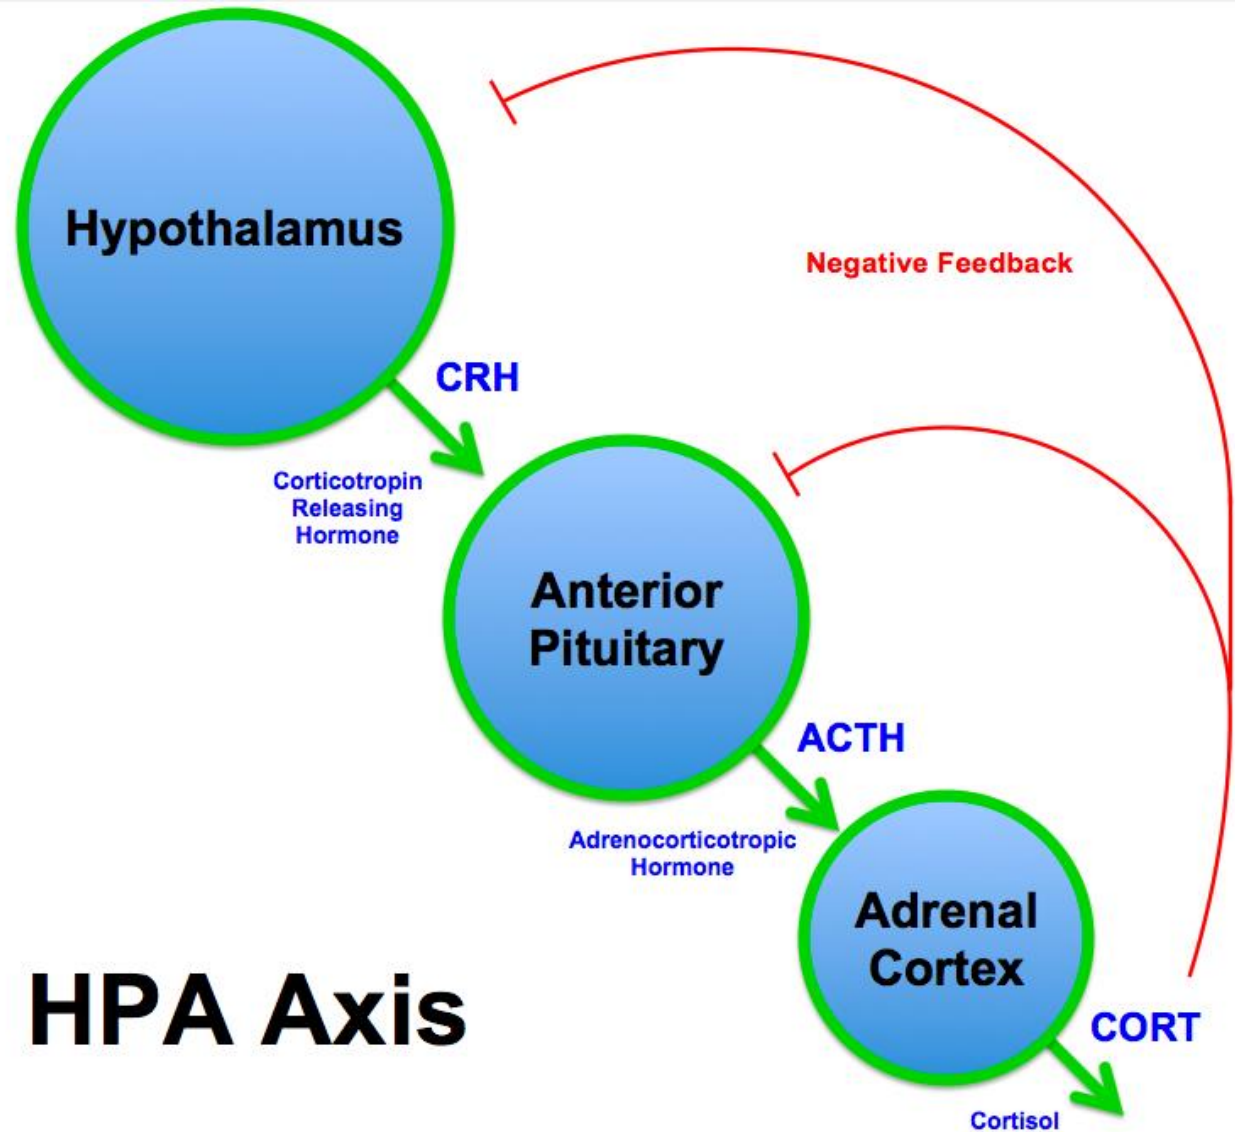 Hypothalamus
Negative Feedback
CRH
Corticotropin
Releasing
Hormone
Anterior
Pituitary
ACTH
Adrenocorticotropic
Hormone
Adrenal
Cortex
HPA Axis
CORT
Cortisol